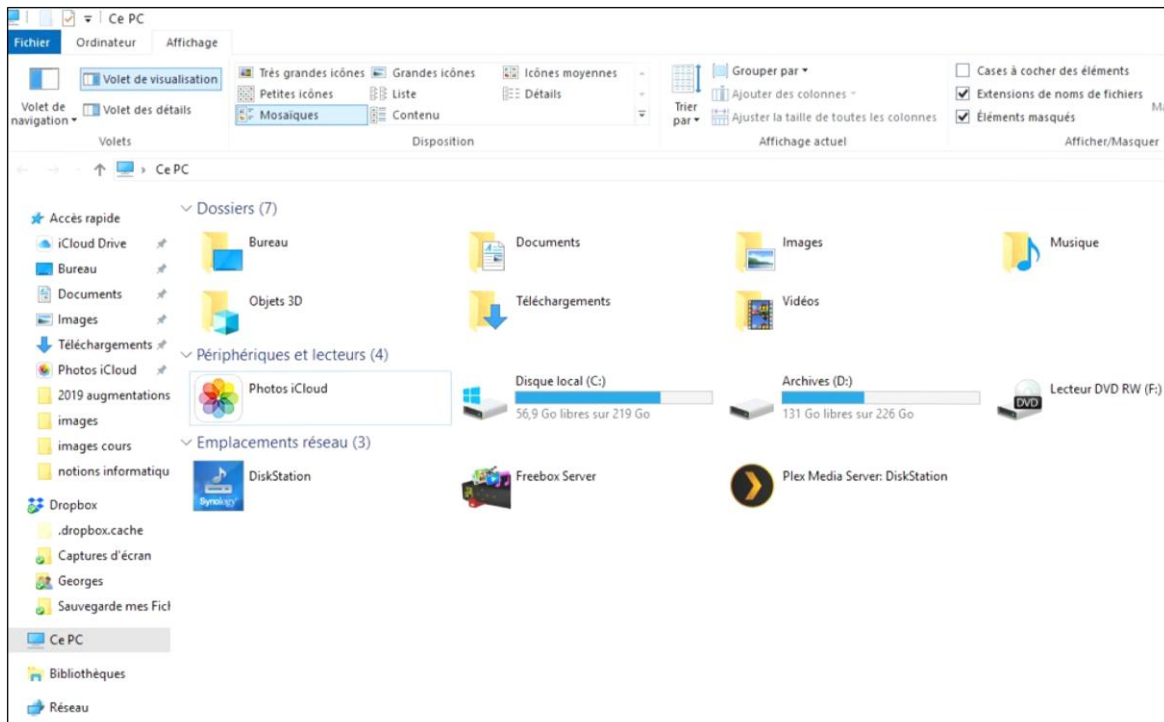 Ce PC
Fichier Ordinateur Affichage
Volet de navigation
Volet de visualisation
Volet des détails
Volets
Très grandes icônes Grandes icônes Icônes moyennes
Petites icônes Liste Détails
Mosaïques Contenu
Disposition
Trier par
Grouper par
Ajouter des colonnes
Ajuster la taille de toutes les colonnes
Affichage actuel
Cases à cocher des éléments
Extensions de noms de fichiers
Éléments masqués
Afficher/Masquer
Ce PC
Accès rapide
iCloud Drive
Bureau
Documents
Images
Téléchargements
Photos iCloud
2019 augmentations
images
images cours
notions informatiqu
Dropbox
.dropbox.cache
Captures d'écran
Georges
Sauvegarde mes Fich
Ce PC
Bibliothèques
Réseau
Dossiers (7)
Bureau Documents Images Musique
Objets 3D Téléchargements Vidéos
Périphériques et lecteurs (4)
Photos iCloud
Disque local (C:)
56,9 Go libres sur 219 Go
Archives (D:)
131 Go libres sur 226 Go
DVD
Lecteur DVD RW (F:)
Emplacements réseau (3)
Synology
DiskStation Freebox Server Plex Media Server: DiskStation